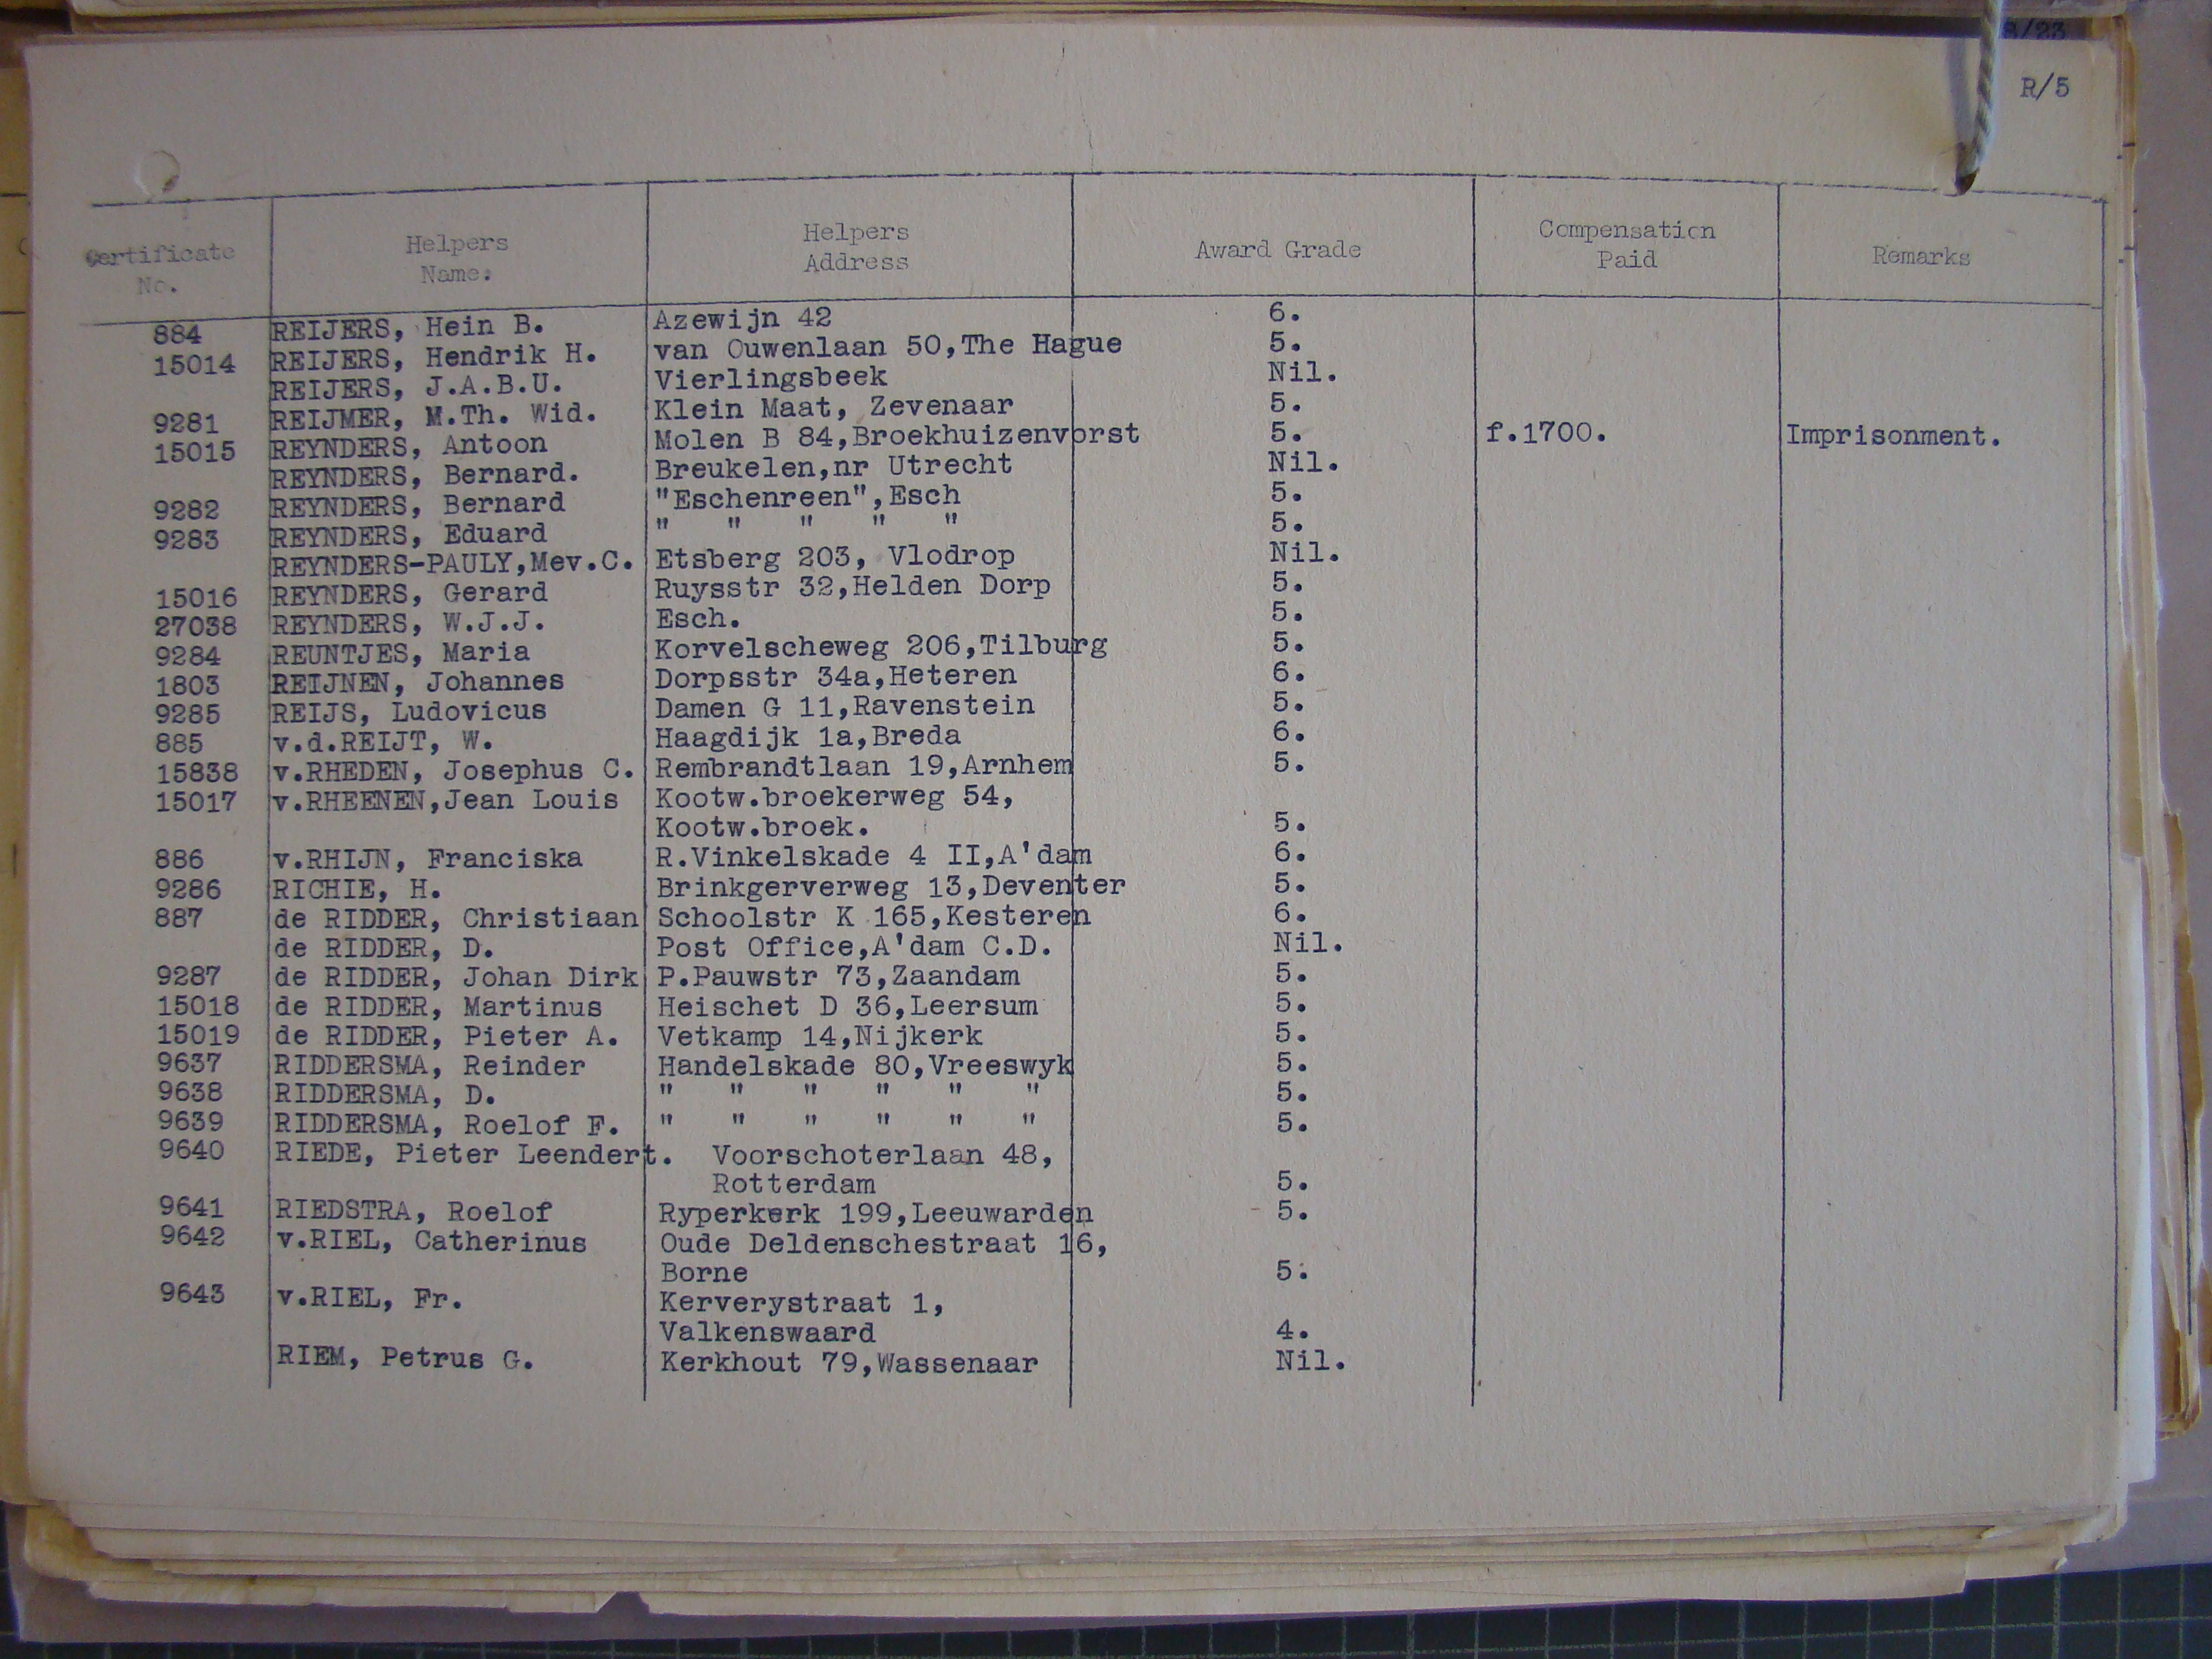 R/5
Certificate No. Helpers Name: Helpers Address Award Grade Compensation Paid Remarks
884 REIJERS, Hein B. Azewijn 42 6.
15014 REIJERS, Hendrik H. van Ouwenlaan 50,The Hague 5.
REIJERS, J.A.B.U. Vierlingsbeek Nil.
9281 REIJMER, M.Th. Wid. Klein Maat, Zevenaar 5.
15015 REYNDERS, Antoon Molen B 84,Broekhuizenvorst 5. f.1700. Imprisonment.
REYNDERS, Bernard. Breukelen,nr Utrecht Nil.
9282 REYNDERS, Bernard "Eschenreen",Esch 5.
9283 REYNDERS, Eduard " " " " " 5.
REYNDERS-PAULY,Mev.C. Etsberg 203, Vlodrop Nil.
15016 REYNDERS, Gerard Ruysstr 32,Helden Dorp 5.
27038 REYNDERS, W.J.J. Esch. 5.
9284 REUNTJES, Maria Korvelscheweg 206,Tilburg 5.
1803 REIJNEN, Johannes Dorpsstr 34a,Heteren 6.
9285 REIJS, Ludovicus Damen G 11,Ravenstein 5.
885 v.d.REIJT, W. Haagdijk 1a,Breda 6.
15838 v.RHEDEN, Josephus C. Rembrandtlaan 19,Arnhem 5.
15017 v.RHEENEN,Jean Louis Kootw.broekerweg 54,
Kootw.broek. 5.
886 v.RHIJN, Franciska R.Vinkelskade 4 II,A'dam 6.
9286 RICHIE, H. Brinkgerverweg 13,Deventer 5.
887 de RIDDER, Christiaan Schoolstr K 165,Kesteren 6.
de RIDDER, D. Post Office,A'dam C.D. Nil.
9287 de RIDDER, Johan Dirk P.Pauwstr 73,Zaandam 5.
15018 de RIDDER, Martinus Heischet D 36,Leersum 5.
15019 de RIDDER, Pieter A. Vetkamp 14,Nijkerk 5.
9637 RIDDERSMA, Reinder Handelskade 80,Vreeswyk 5.
9638 RIDDERSMA, D. " " " " " " 5.
9639 RIDDERSMA, Roelof F. " " " " " " 5.
9640 RIEDE, Pieter Leendert. Voorschoterlaan 48,
Rotterdam 5.
9641 RIEDSTRA, Roelof Ryperkerk 199,Leeuwarden 5.
9642 v.RIEL, Catherinus Oude Deldenschestraat 16,
Borne 5.
9643 v.RIEL, Fr. Kerverystraat 1,
Valkenswaard 4.
RIEM, Petrus G. Kerkhout 79,Wassenaar Nil.